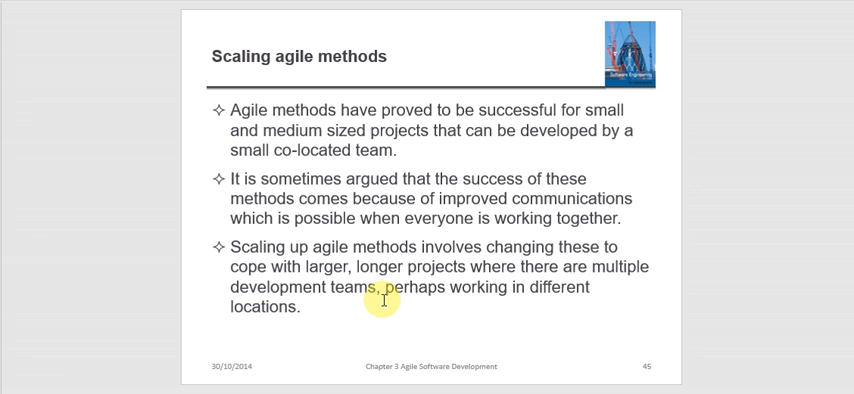 Scaling agile methods
Software Engineering
✧ Agile methods have proved to be successful for small
and medium sized projects that can be developed by a
small co-located team.
✧ It is sometimes argued that the success of these
methods comes because of improved communications
which is possible when everyone is working together.
✧ Scaling up agile methods involves changing these to
cope with larger, longer projects where there are multiple
development teams, perhaps working in different
locations.
30/10/2014
Chapter 3 Agile Software Development
45